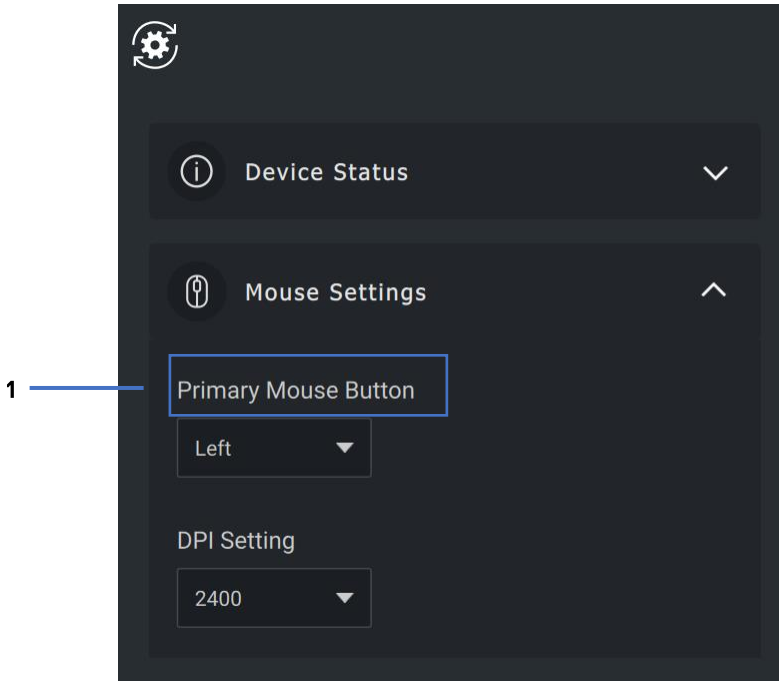 Device Status
Mouse Settings
1
Primary Mouse Button
Left
DPI Setting
2400